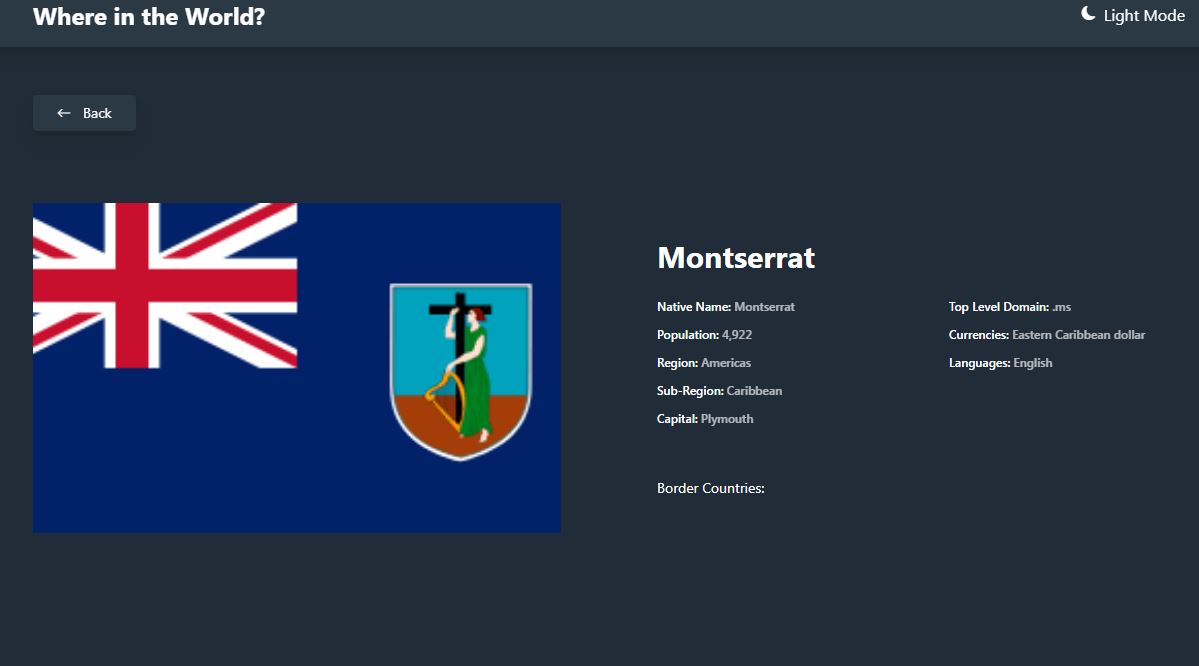 Where in the World?
Light Mode
Back
Montserrat
Native Name: Montserrat
Population: 4,922
Region: Americas
Sub-Region: Caribbean
Capital: Plymouth
Top Level Domain: .ms
Currencies: Eastern Caribbean dollar
Languages: English
Border Countries: